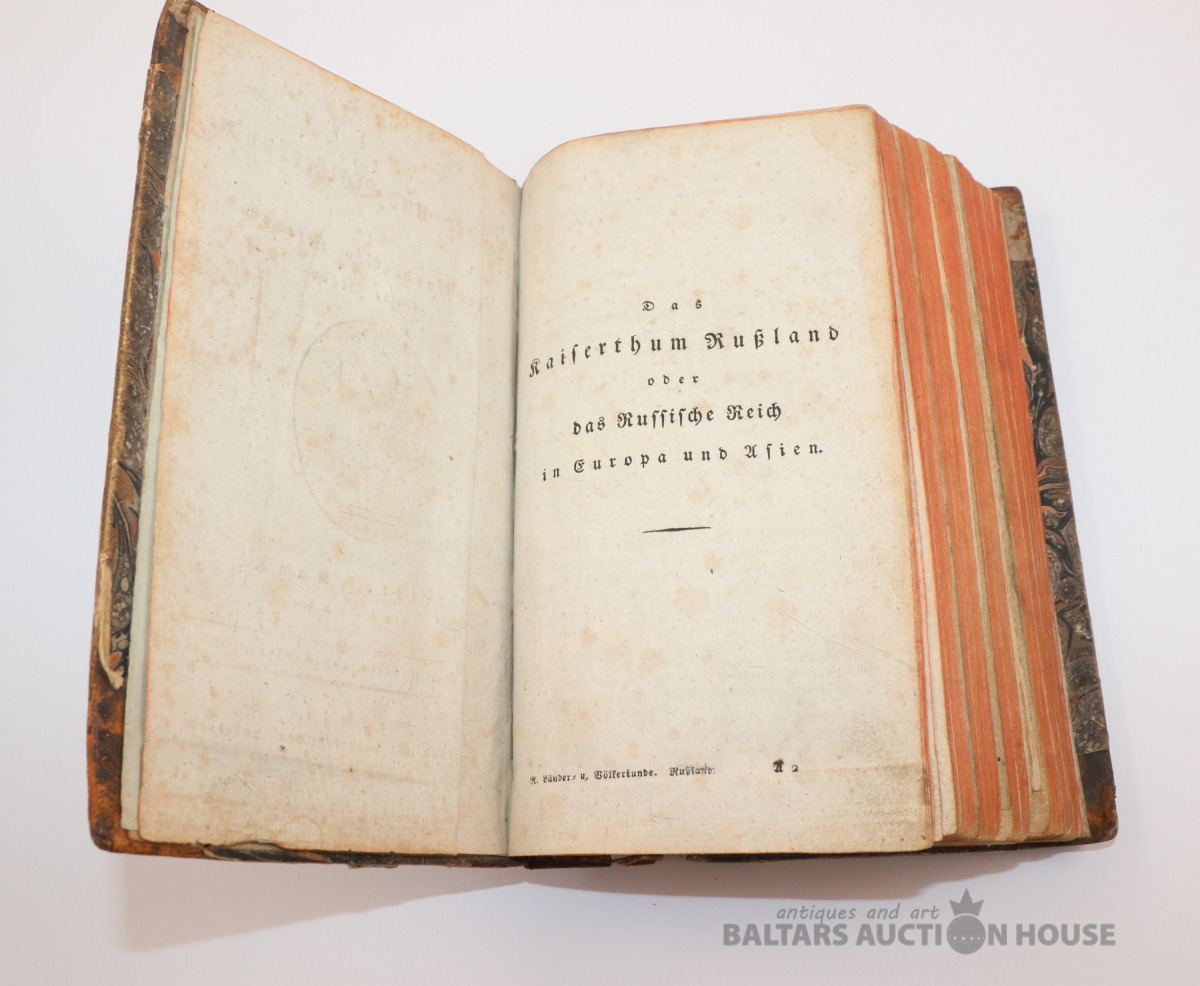 Das
Kaiserthum Rußland
oder
das Russische Reich
in Europa und Asien.
N. Länder- u. Völkerkunde. Rußland. A 2
antiques and art
BALTARS AUCTION HOUSE